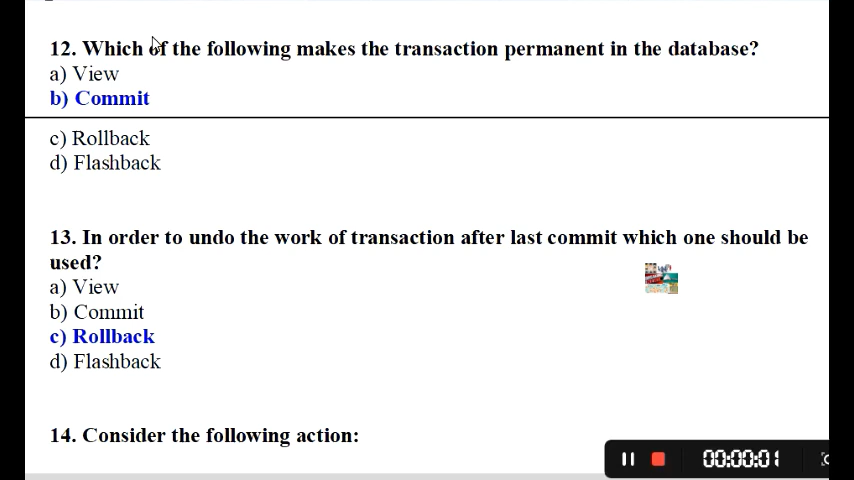 12. Which of the following makes the transaction permanent in the database?
a) View
b) Commit
c) Rollback
d) Flashback
13. In order to undo the work of transaction after last commit which one should be
used?
a) View
b) Commit
c) Rollback
d) Flashback
14. Consider the following action:
00:00:01